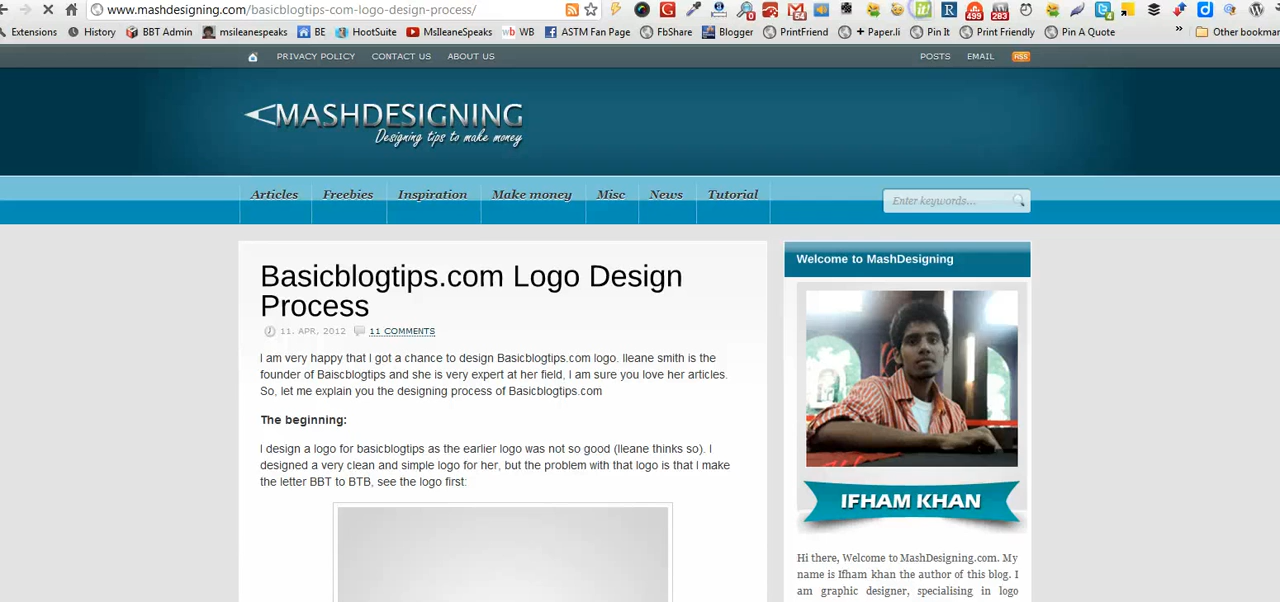 www.mashdesigning.com/basicblogtips-com-logo-design-process/
54 499 283 4
Extensions History BBT Admin msileanespeaks BE HootSuite MsIleaneSpeaks WB ASTM Fan Page FbShare Blogger PrintFriend + Paper.li Pin It Print Friendly Pin A Quote » Other bookmar
PRIVACY POLICY CONTACT US ABOUT US POSTS EMAIL RSS
MASHDESIGNING
Designing tips to make money
Articles Freebies Inspiration Make money Misc News Tutorial Enter keywords...
Basicblogtips.com Logo Design
Process
11. APR, 2012 11 COMMENTS
I am very happy that I got a chance to design Basicblogtips.com logo. Ileane smith is the
founder of Baiscblogtips and she is very expert at her field, I am sure you love her articles.
So, let me explain you the designing process of Basicblogtips.com
The beginning:
I design a logo for basicblogtips as the earlier logo was not so good (Ileane thinks so). I
designed a very clean and simple logo for her, but the problem with that logo is that I make
the letter BBT to BTB, see the logo first:
Welcome to MashDesigning
IFHAM KHAN
Hi there, Welcome to MashDesigning.com. My
name is Ifham khan the author of this blog. I
am graphic designer, specialising in logo